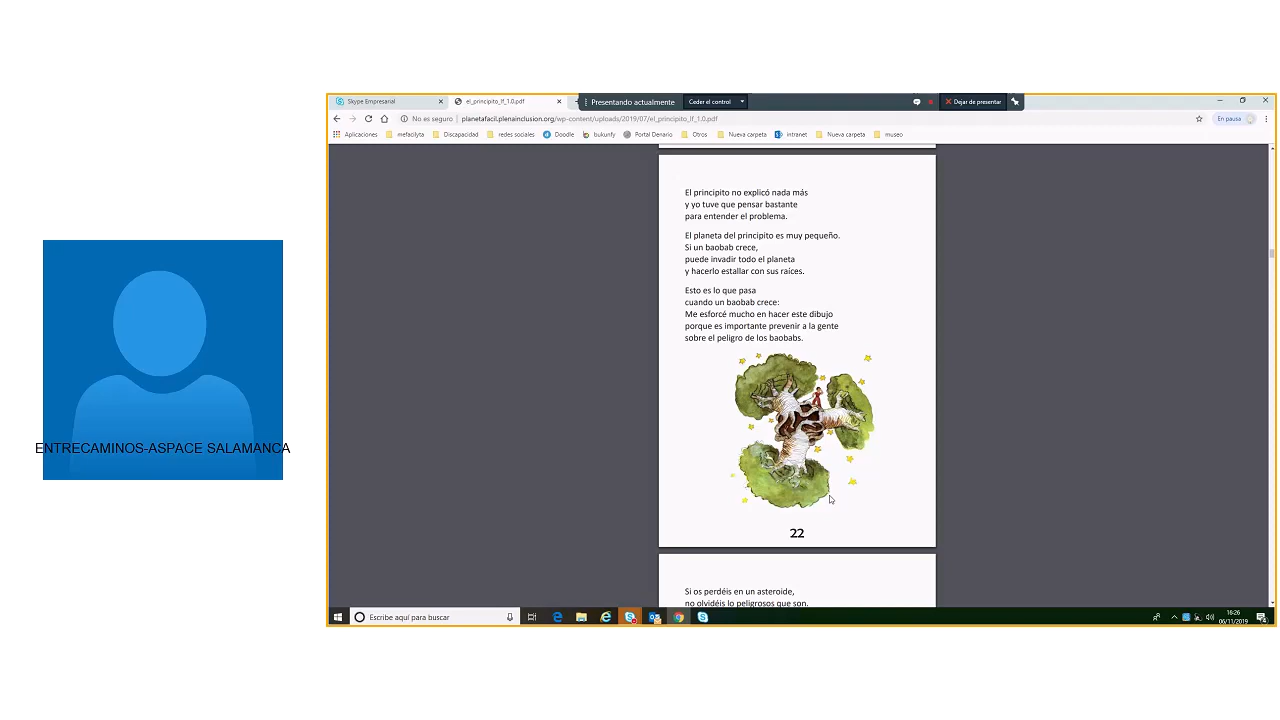 Skype Empresarial
el_principito_lf_1.0.pdf
Presentando actualmente
Ceder el control
Dejar de presentar
No es seguro
planetafacil.plenainclusion.org/wp-content/uploads/2019/07/el_principito_lf_1.0.pdf
En pausa
Aplicaciones
mefacilyta
Discapacidad
redes sociales
Doodle
bukunfy
Portal Denario
Otros
Nueva carpeta
intranet
Nueva carpeta
museo
El principito no explicó nada más
y yo tuve que pensar bastante
para entender el problema.
El planeta del principito es muy pequeño.
Si un baobab crece,
puede invadir todo el planeta
y hacerlo estallar con sus raíces.
Esto es lo que pasa
cuando un baobab crece:
Me esforcé mucho en hacer este dibujo
porque es importante prevenir a la gente
sobre el peligro de los baobabs.
22
Si os perdéis en un asteroide,
no olvidéis lo peligrosos que son.
ENTRECAMINOS-ASPACE SALAMANCA
Escribe aquí para buscar
16:26
06/11/2019